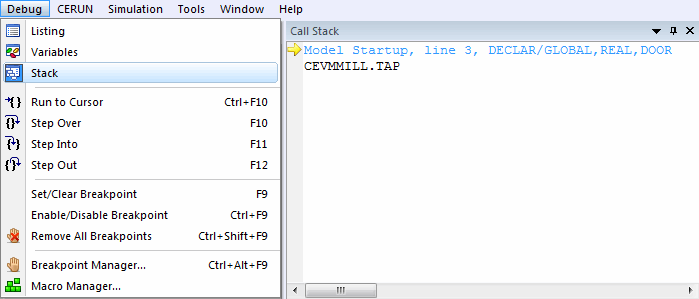 Debug CERUN Simulation Tools Window Help
Listing
Variables
Stack
Run to Cursor Ctrl+F10
Step Over F10
Step Into F11
Step Out F12
Set/Clear Breakpoint F9
Enable/Disable Breakpoint Ctrl+F9
Remove All Breakpoints Ctrl+Shift+F9
Breakpoint Manager... Ctrl+Alt+F9
Macro Manager...
Call Stack
Model Startup, line 3, DECLAR/GLOBAL,REAL,DOOR
CEVMMILL.TAP